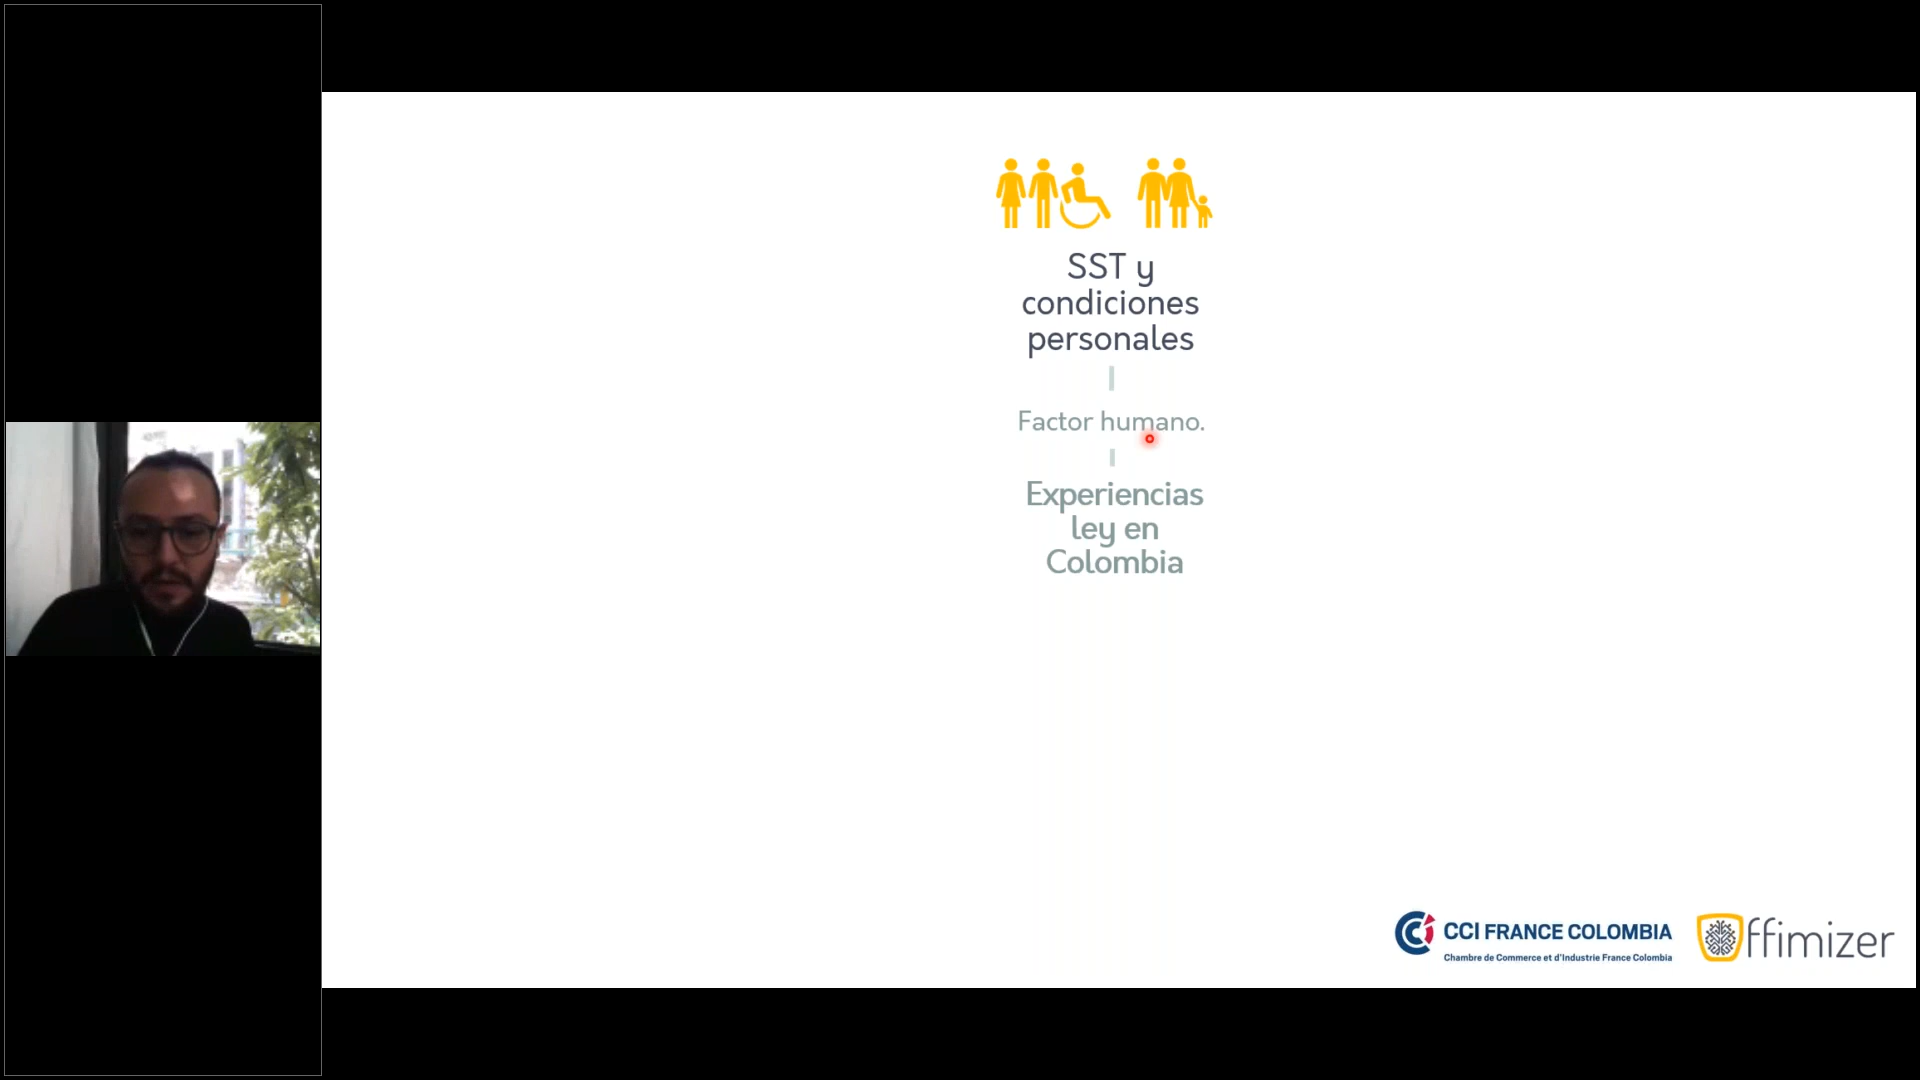 SST y
condiciones
personales
Factor humano.
Experiencias
ley en
Colombia
CCI FRANCE COLOMBIA
Chambre de Commerce et d'Industrie France Colombia
ffimizer